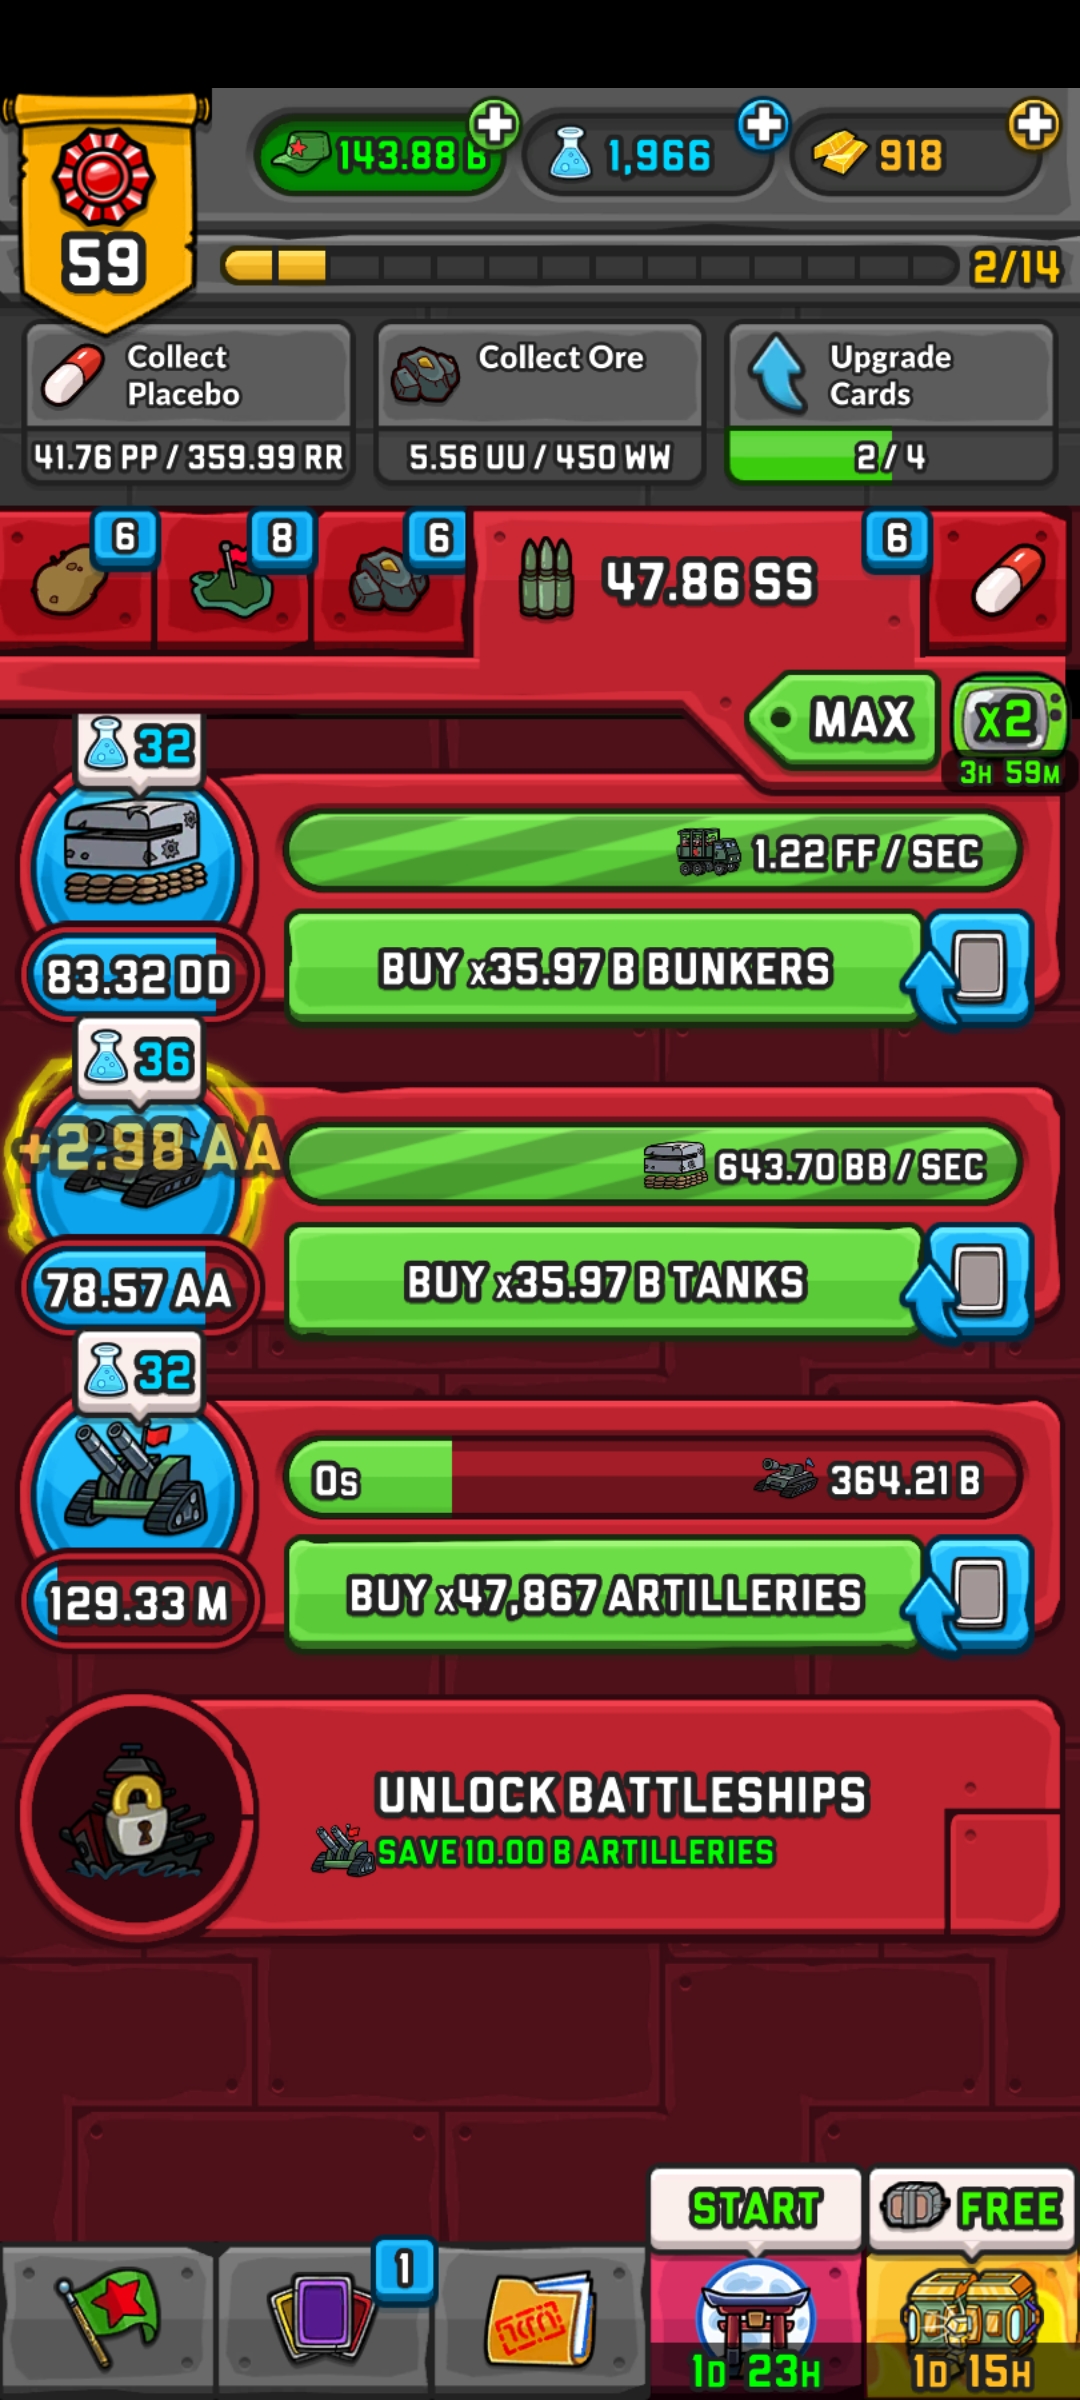 59
143.88 B
1,966
918
2/14
Collect
Placebo
41.76 PP / 359.99 RR
Collect Ore
5.56 UU / 450 WW
Upgrade
Cards
2 / 4
6
8
6
47.86 SS
6
MAX
x2
3H 59M
32
1.22 FF / SEC
83.32 DD
BUY x35.97 B BUNKERS
36
+2.98 AA
643.70 BB / SEC
78.57 AA
BUY x35.97 B TANKS
32
0s
364.21 B
129.33 M
BUY x47,867 ARTILLERIES
UNLOCK BATTLESHIPS
SAVE 10.00 B ARTILLERIES
START
FREE
1
1D 23H
1D 15H